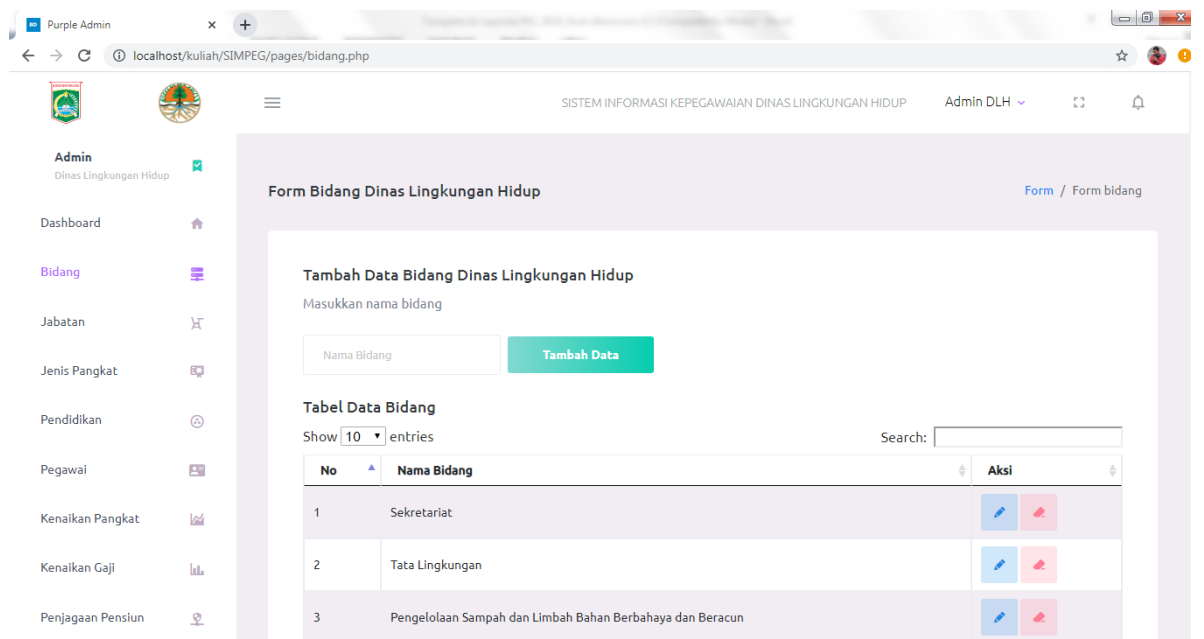 Purple Admin
localhost/kuliah/SIMPEG/pages/bidang.php
SISTEM INFORMASI KEPEGAWAIAN DINAS LINGKUNGAN HIDUP
Admin DLH
Admin
Dinas Lingkungan Hidup
Dashboard
Bidang
Jabatan
Jenis Pangkat
Pendidikan
Pegawai
Kenaikan Pangkat
Kenaikan Gaji
Penjagaan Pensiun
Form Bidang Dinas Lingkungan Hidup
Form / Form bidang
Tambah Data Bidang Dinas Lingkungan Hidup
Masukkan nama bidang
Nama Bidang
Tambah Data
Tabel Data Bidang
Show 10 entries
Search:
No Nama Bidang Aksi
1 Sekretariat
2 Tata Lingkungan
3 Pengelolaan Sampah dan Limbah Bahan Berbahaya dan Beracun